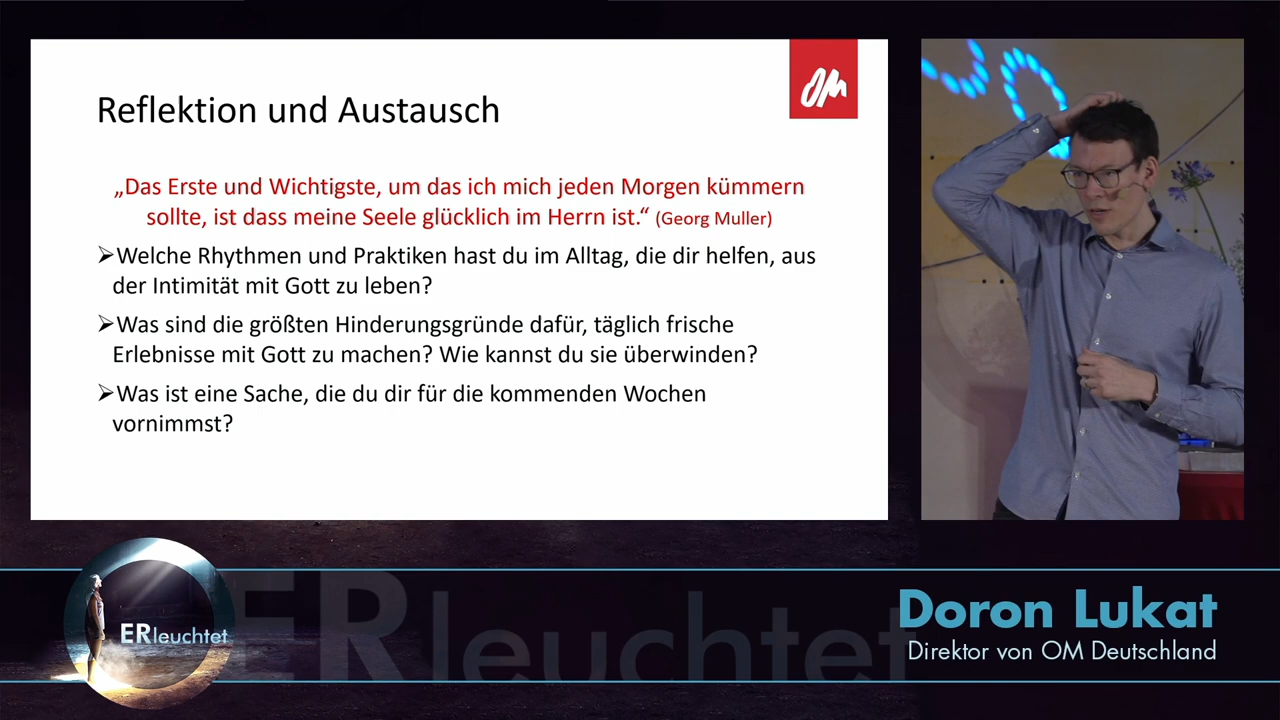 Reflektion und Austausch
OM
„Das Erste und Wichtigste, um das ich mich jeden Morgen kümmern
sollte, ist dass meine Seele glücklich im Herrn ist.“ (Georg Muller)
➢Welche Rhythmen und Praktiken hast du im Alltag, die dir helfen, aus
der Intimität mit Gott zu leben?
➢Was sind die größten Hinderungsgründe dafür, täglich frische
Erlebnisse mit Gott zu machen? Wie kannst du sie überwinden?
➢Was ist eine Sache, die du dir für die kommenden Wochen
vornimmst?
ERleuchtet
ERleuchtet
Doron Lukat
Direktor von OM Deutschland